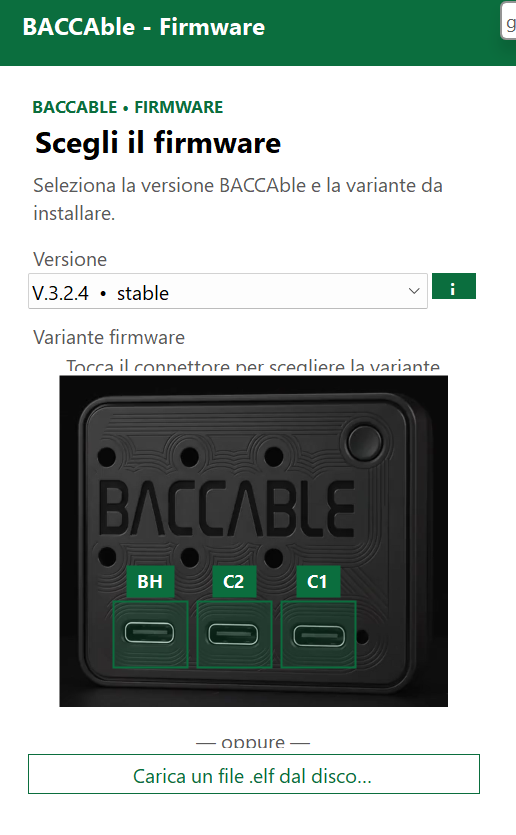 BACCAble - Firmware
g
BACCABLE • FIRMWARE
Scegli il firmware
Seleziona la versione BACCAble e la variante da
installare.
Versione
V.3.2.4 • stable
i
Variante firmware
Tocca il connettore per scegliere la variante
BACCABLE
BH
C2
C1
— oppure —
Carica un file .elf dal disco...